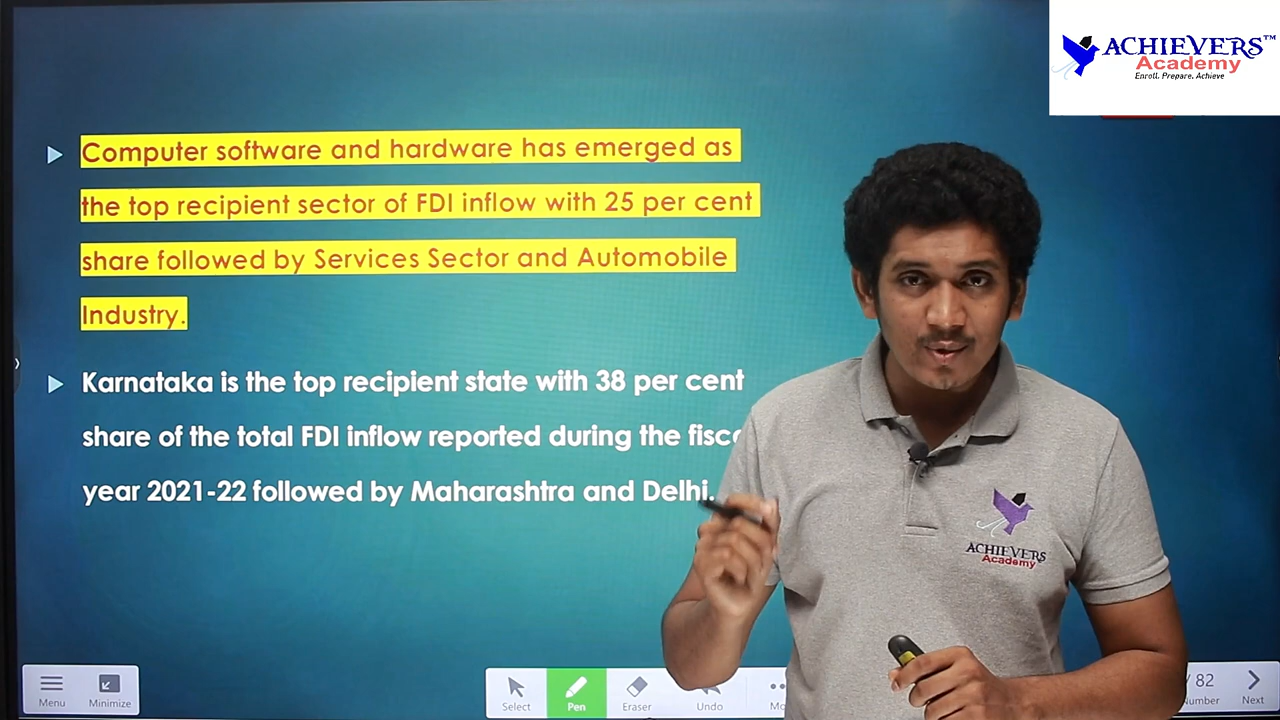 ACHIEVERS™
Academy
Enroll. Prepare. Achieve
Computer software and hardware has emerged as
the top recipient sector of FDI inflow with 25 per cent
share followed by Services Sector and Automobile
Industry.
Karnataka is the top recipient state with 38 per cent
share of the total FDI inflow reported during the
year 2021-22 followed by Maharashtra and Delhi.
ACHIEVERS
Academy
Menu
Minimize
Select
Pen
Eraser
Undo
/ 82
Next